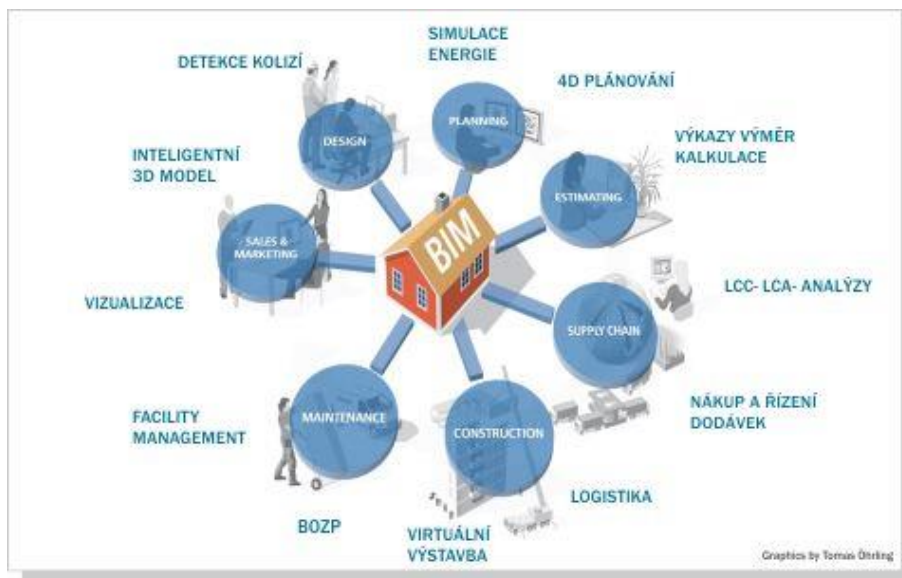 SIMULACE
ENERGIE
DETEKCE KOLIZÍ
4D PLÁNOVÁNÍ
PLANNING
DESIGN
VÝKAZY VÝMĚR
KALKULACE
INTELIGENTNÍ
3D MODEL
ESTIMATING
SALES &
MARKETING
BIM
LCC- LCA- ANALÝZY
VIZUALIZACE
SUPPLY CHAIN
NÁKUP A ŘÍZENÍ
DODÁVEK
FACILITY
MANAGEMENT
MAINTENANCE
CONSTRUCTION
LOGISTIKA
BOZP
VIRTUÁLNÍ
VÝSTAVBA
Graphics by Tomas Öhrling